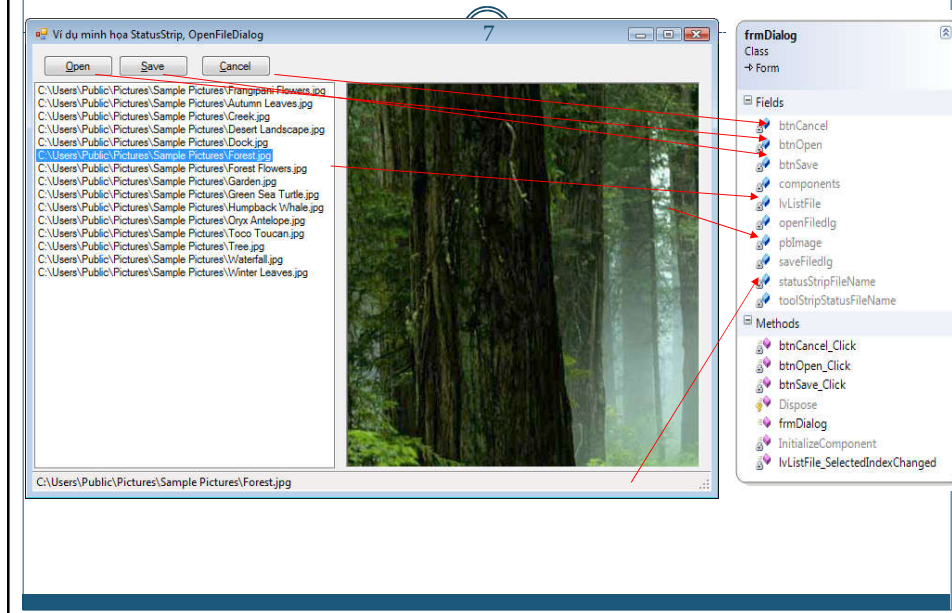 7
Ví dụ minh họa StatusStrip, OpenFileDialog
Open Save Cancel
C:\Users\Public\Pictures\Sample Pictures\Frangipani Flowers.jpg
C:\Users\Public\Pictures\Sample Pictures\Autumn Leaves.jpg
C:\Users\Public\Pictures\Sample Pictures\Creek.jpg
C:\Users\Public\Pictures\Sample Pictures\Desert Landscape.jpg
C:\Users\Public\Pictures\Sample Pictures\Dock.jpg
C:\Users\Public\Pictures\Sample Pictures\Forest.jpg
C:\Users\Public\Pictures\Sample Pictures\Forest Flowers.jpg
C:\Users\Public\Pictures\Sample Pictures\Garden.jpg
C:\Users\Public\Pictures\Sample Pictures\Green Sea Turtle.jpg
C:\Users\Public\Pictures\Sample Pictures\Humpback Whale.jpg
C:\Users\Public\Pictures\Sample Pictures\Oryx Antelope.jpg
C:\Users\Public\Pictures\Sample Pictures\Toco Toucan.jpg
C:\Users\Public\Pictures\Sample Pictures\Tree.jpg
C:\Users\Public\Pictures\Sample Pictures\Waterfall.jpg
C:\Users\Public\Pictures\Sample Pictures\Winter Leaves.jpg
C:\Users\Public\Pictures\Sample Pictures\Forest.jpg
frmDialog
Class
→ Form
Fields
btnCancel
btnOpen
btnSave
components
lvListFile
openFiledlg
pbImage
saveFiledlg
statusStripFileName
toolStripStatusFileName
Methods
btnCancel_Click
btnOpen_Click
btnSave_Click
Dispose
frmDialog
InitializeComponent
lvListFile_SelectedIndexChanged